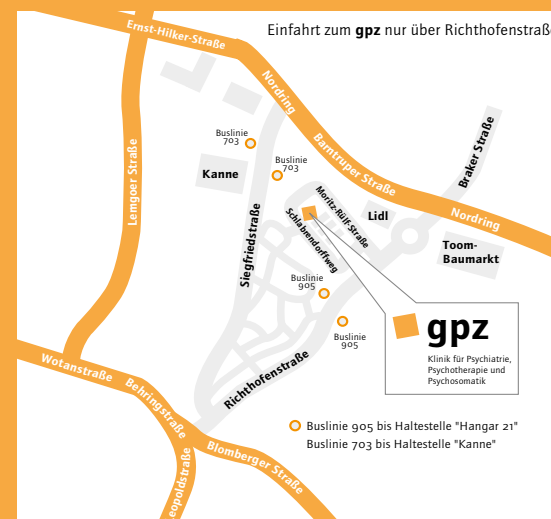 Einfahrt zum gpz nur über Richthofenstraße
Ernst-Hilker-Straße
Nordring
Buslinie
703
Buslinie
703
Barntruper Straße
Braker Straße
Lemgoer Straße
Kanne
Moritz-Rülf-Straße
Lidl
Nordring
Schlabrendorffweg
Siegfriedstraße
Toom-
Baumarkt
Buslinie
905
Buslinie
905
gpz
Klinik für Psychiatrie,
Psychotherapie und
Psychosomatik
Wotanstraße
Behringstraße
Richthofenstraße
Buslinie 905 bis Haltestelle "Hangar 21"
Buslinie 703 bis Haltestelle "Kanne"
Blomberger Straße
eopoldstraße